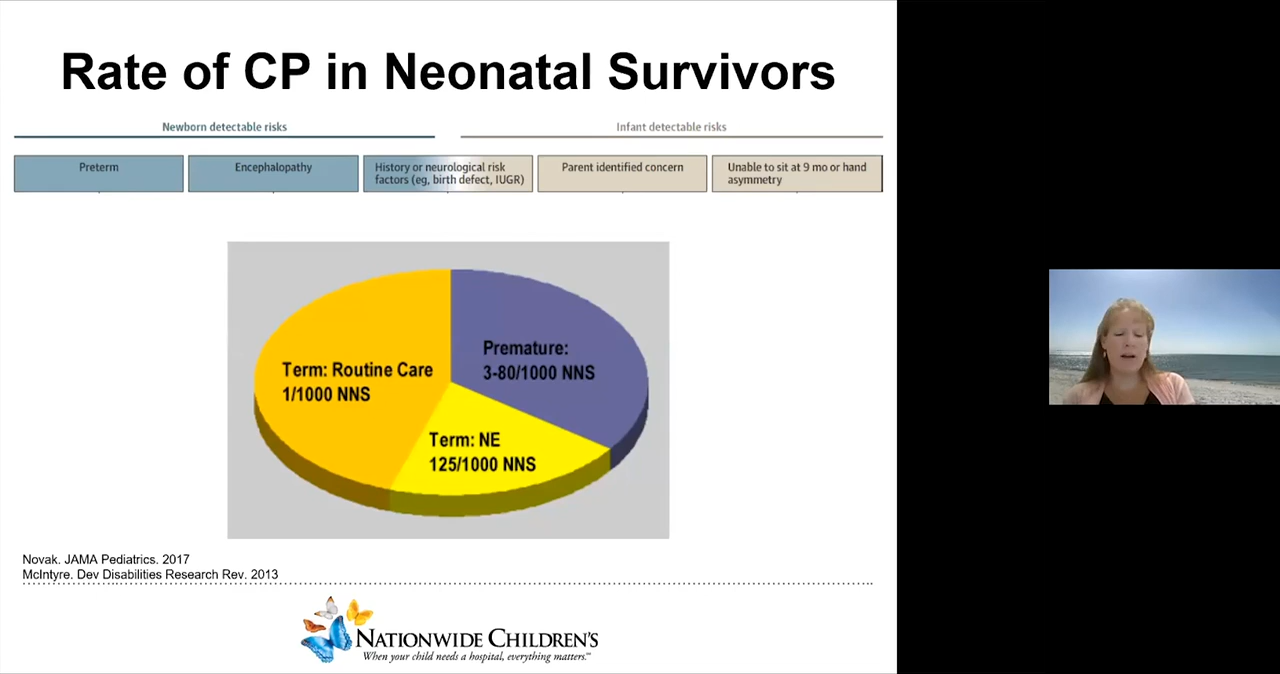 Rate of CP in Neonatal Survivors
Newborn detectable risks
Infant detectable risks
Preterm
Encephalopathy
History or neurological risk
factors (eg, birth defect, IUGR)
Parent identified concern
Unable to sit at 9 mo or hand
asymmetry
Term: Routine Care
1/1000 NNS
Premature:
3-80/1000 NNS
Term: NE
125/1000 NNS
Novak. JAMA Pediatrics. 2017
McIntyre. Dev Disabilities Research Rev. 2013
NATIONWIDE CHILDREN'S
When your child needs a hospital, everything matters.℠